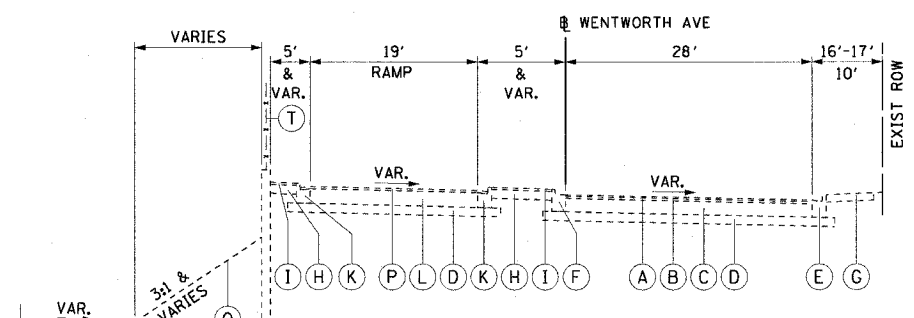 ℄ WENTWORTH AVE
VARIES 5' 19' 5' 28' 16'-17'
& RAMP & 10'
VAR. VAR.
EXIST ROW
T
VAR. VAR.
I H K P L D K H I F A B C D E G
3:1 &
VARIES
VAR.